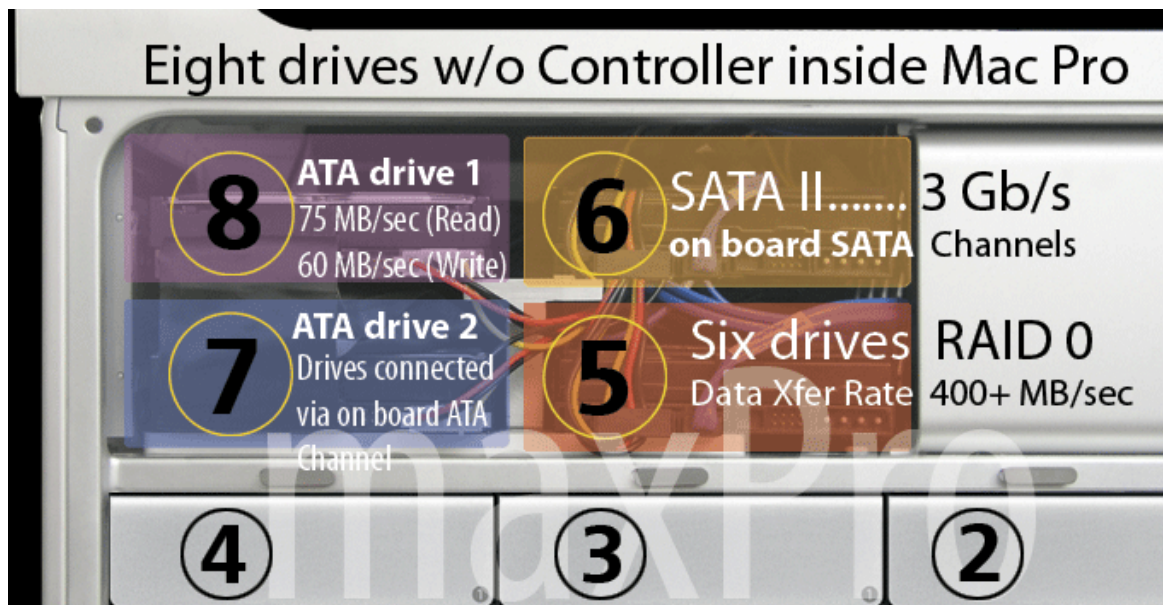 Eight drives w/o Controller inside Mac Pro
8
ATA drive 1
75 MB/sec (Read)
60 MB/sec (Write)
6
SATA II....... 3 Gb/s
on board SATA Channels
7
ATA drive 2
Drives connected
via on board ATA
Channel
5
Six drives RAID 0
Data Xfer Rate 400+ MB/sec
maxPro
4
3
2
1
1